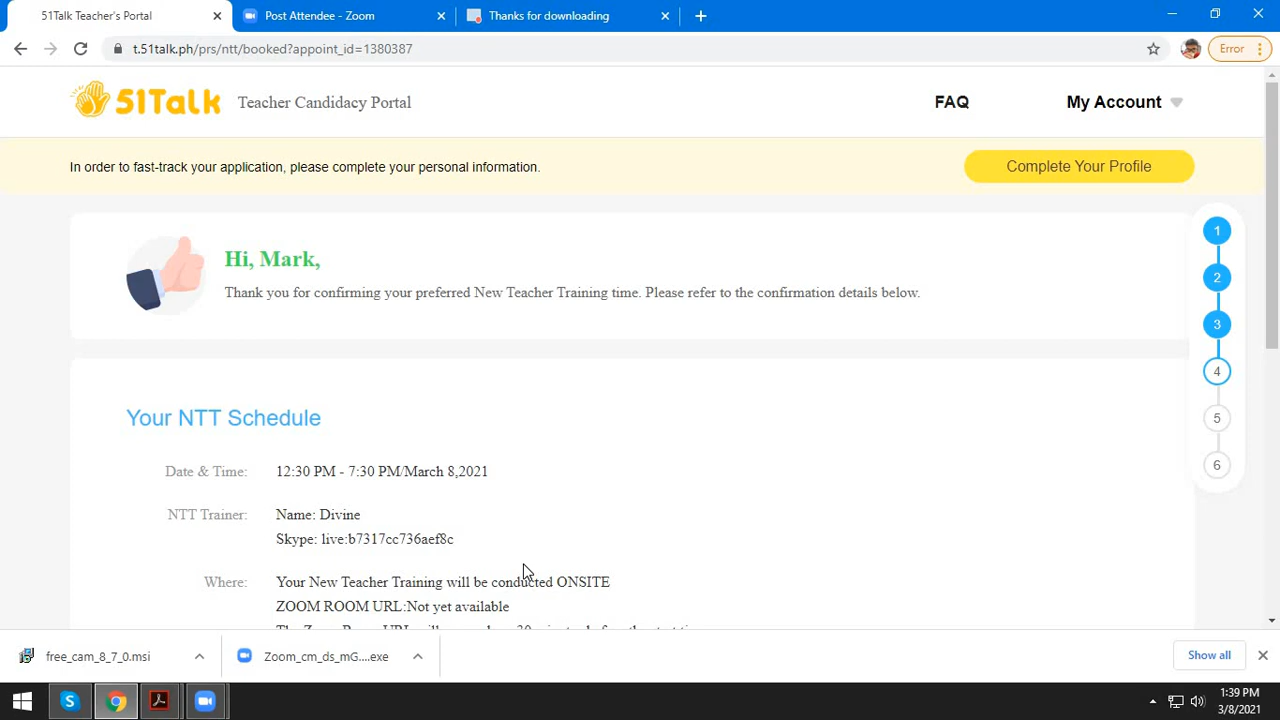 51Talk Teacher's Portal
Post Attendee - Zoom
Thanks for downloading
t.51talk.ph/prs/ntt/booked?appoint_id=1380387
Error
51Talk
Teacher Candidacy Portal
FAQ
My Account
In order to fast-track your application, please complete your personal information.
Complete Your Profile
Hi, Mark,
Thank you for confirming your preferred New Teacher Training time. Please refer to the confirmation details below.
1
2
3
4
5
6
Your NTT Schedule
Date & Time: 12:30 PM - 7:30 PM/March 8,2021
NTT Trainer: Name: Divine
Skype: live:b7317cc736aef8c
Where: Your New Teacher Training will be conducted ONSITE
ZOOM ROOM URL:Not yet available
free_cam_8_7_0.msi
Zoom_cm_ds_mG....exe
Show all
1:39 PM
3/8/2021